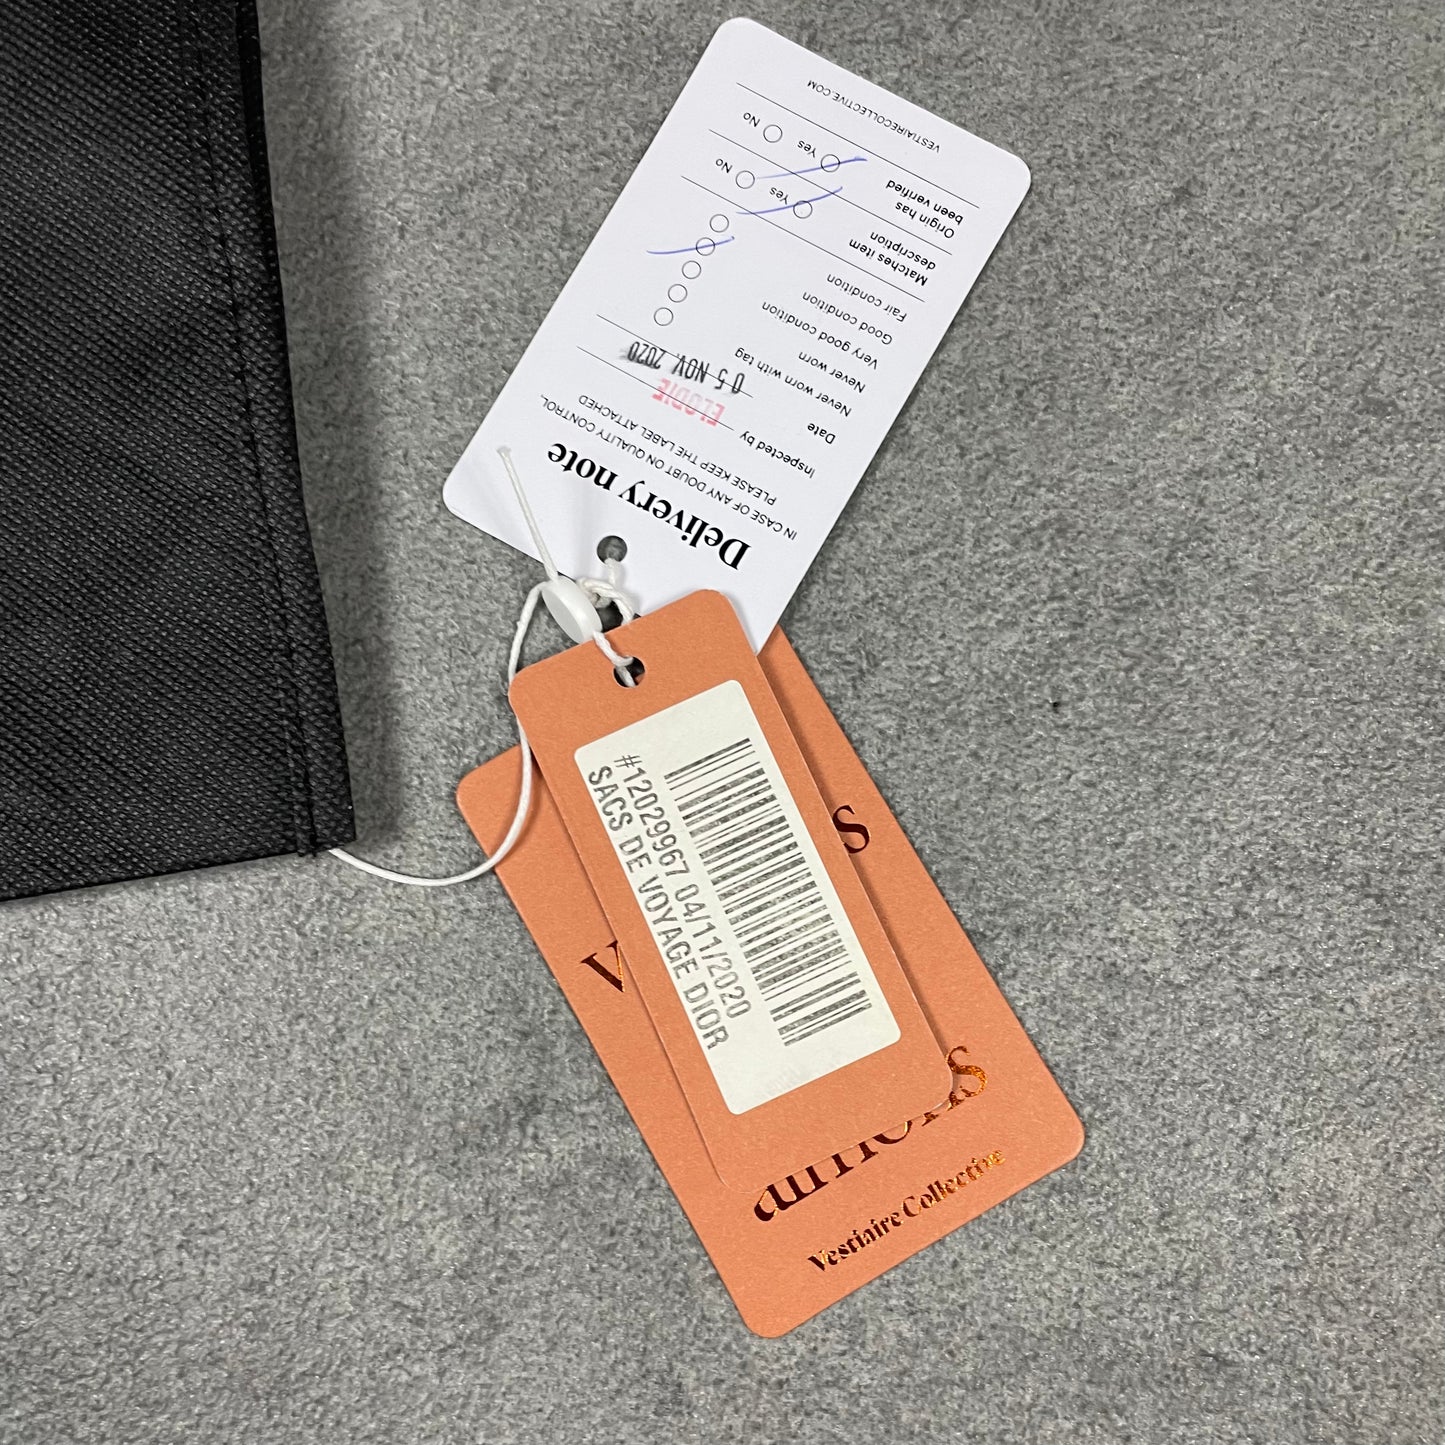 Delivery note
IN CASE OF ANY DOUBT ON QUALITY CONTROL,
PLEASE KEEP THE LABEL ATTACHED
Inspected by ELODIE
Date 05 NOV. 2020
Never worn with tag
Never worn
Very good condition
Good condition
Fair condition
Matches item
description
Yes No
Origin has
been verified
Yes No
VESTIAIRECOLLECTIVE.COM
#12029967 04/11/2020
SACS DE VOYAGE DIOR
Vestiaire Collective